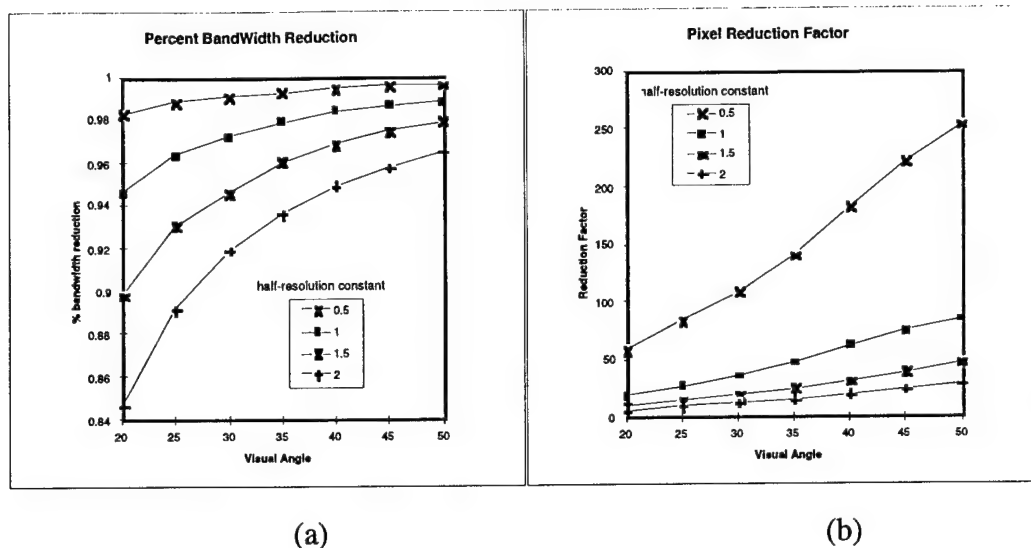 Percent BandWidth Reduction
% bandwidth reduction
1
0.98
0.96
0.94
0.92
0.9
0.88
0.86
0.84
half-resolution constant
0.5
1
1.5
2
20 25 30 35 40 45 50
Visual Angle
(a)
Pixel Reduction Factor
Reduction Factor
300
250
200
150
100
50
0
half-resolution constant
0.5
1
1.5
2
20 25 30 35 40 45 50
Visual Angle
(b)